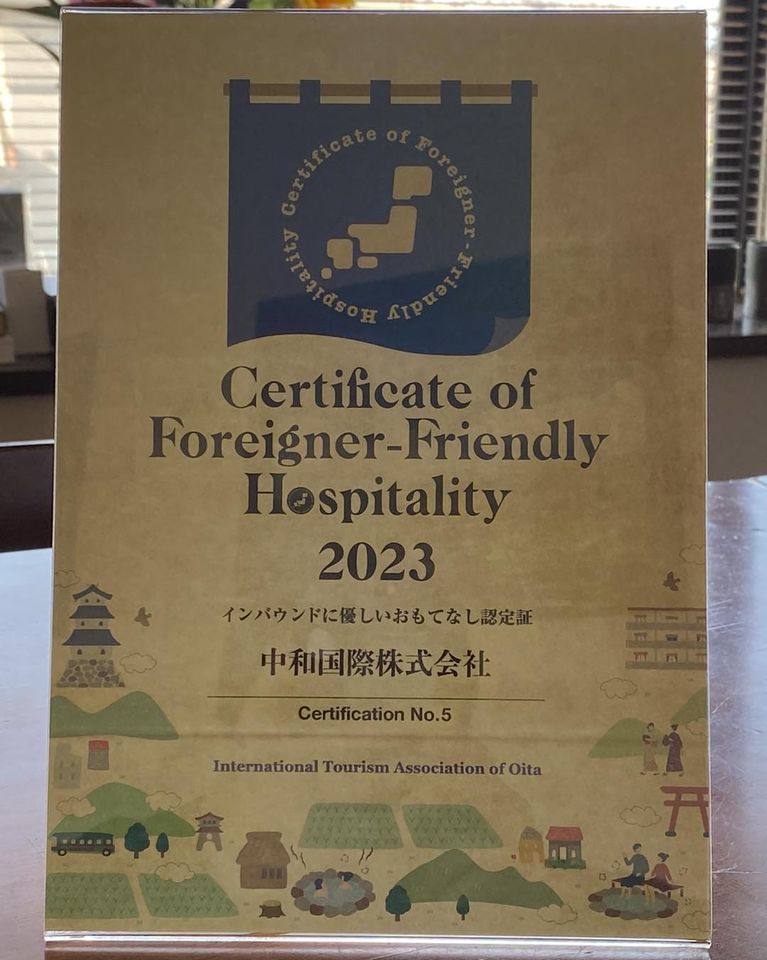 Certificate of Foreigner-Friendly Hospitality
Certificate of
Foreigner-Friendly
Hospitality
2023
インバウンドに優しいおもてなし認定証
中和国際株式会社
Certification No.5
International Tourism Association of Oita